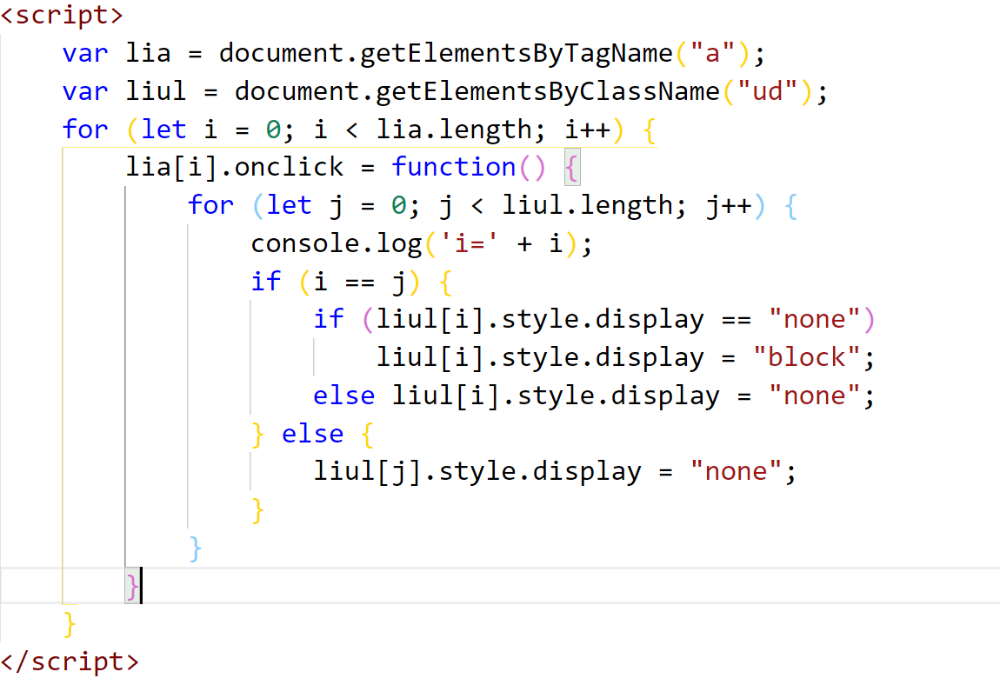 <script>
    var lia = document.getElementsByTagName("a");
    var liul = document.getElementsByClassName("ud");
    for (let i = 0; i < lia.length; i++) {
        lia[i].onclick = function() {
            for (let j = 0; j < liul.length; j++) {
                console.log('i=' + i);
                if (i == j) {
                    if (liul[i].style.display == "none")
                        liul[i].style.display = "block";
                    else liul[i].style.display = "none";
                } else {
                    liul[j].style.display = "none";
                }
            }
        }
    }
</script>